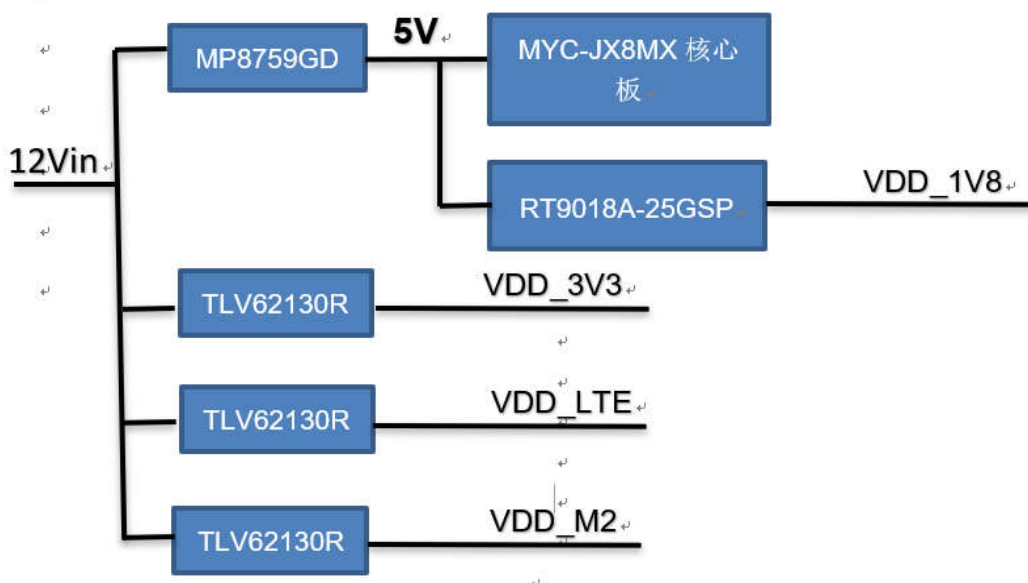 5V
MP8759GD
MYC-JX8MX 核心
板
12Vin
VDD_1V8
RT9018A-25GSP
VDD_3V3
TLV62130R
VDD_LTE
TLV62130R
VDD_M2
TLV62130R